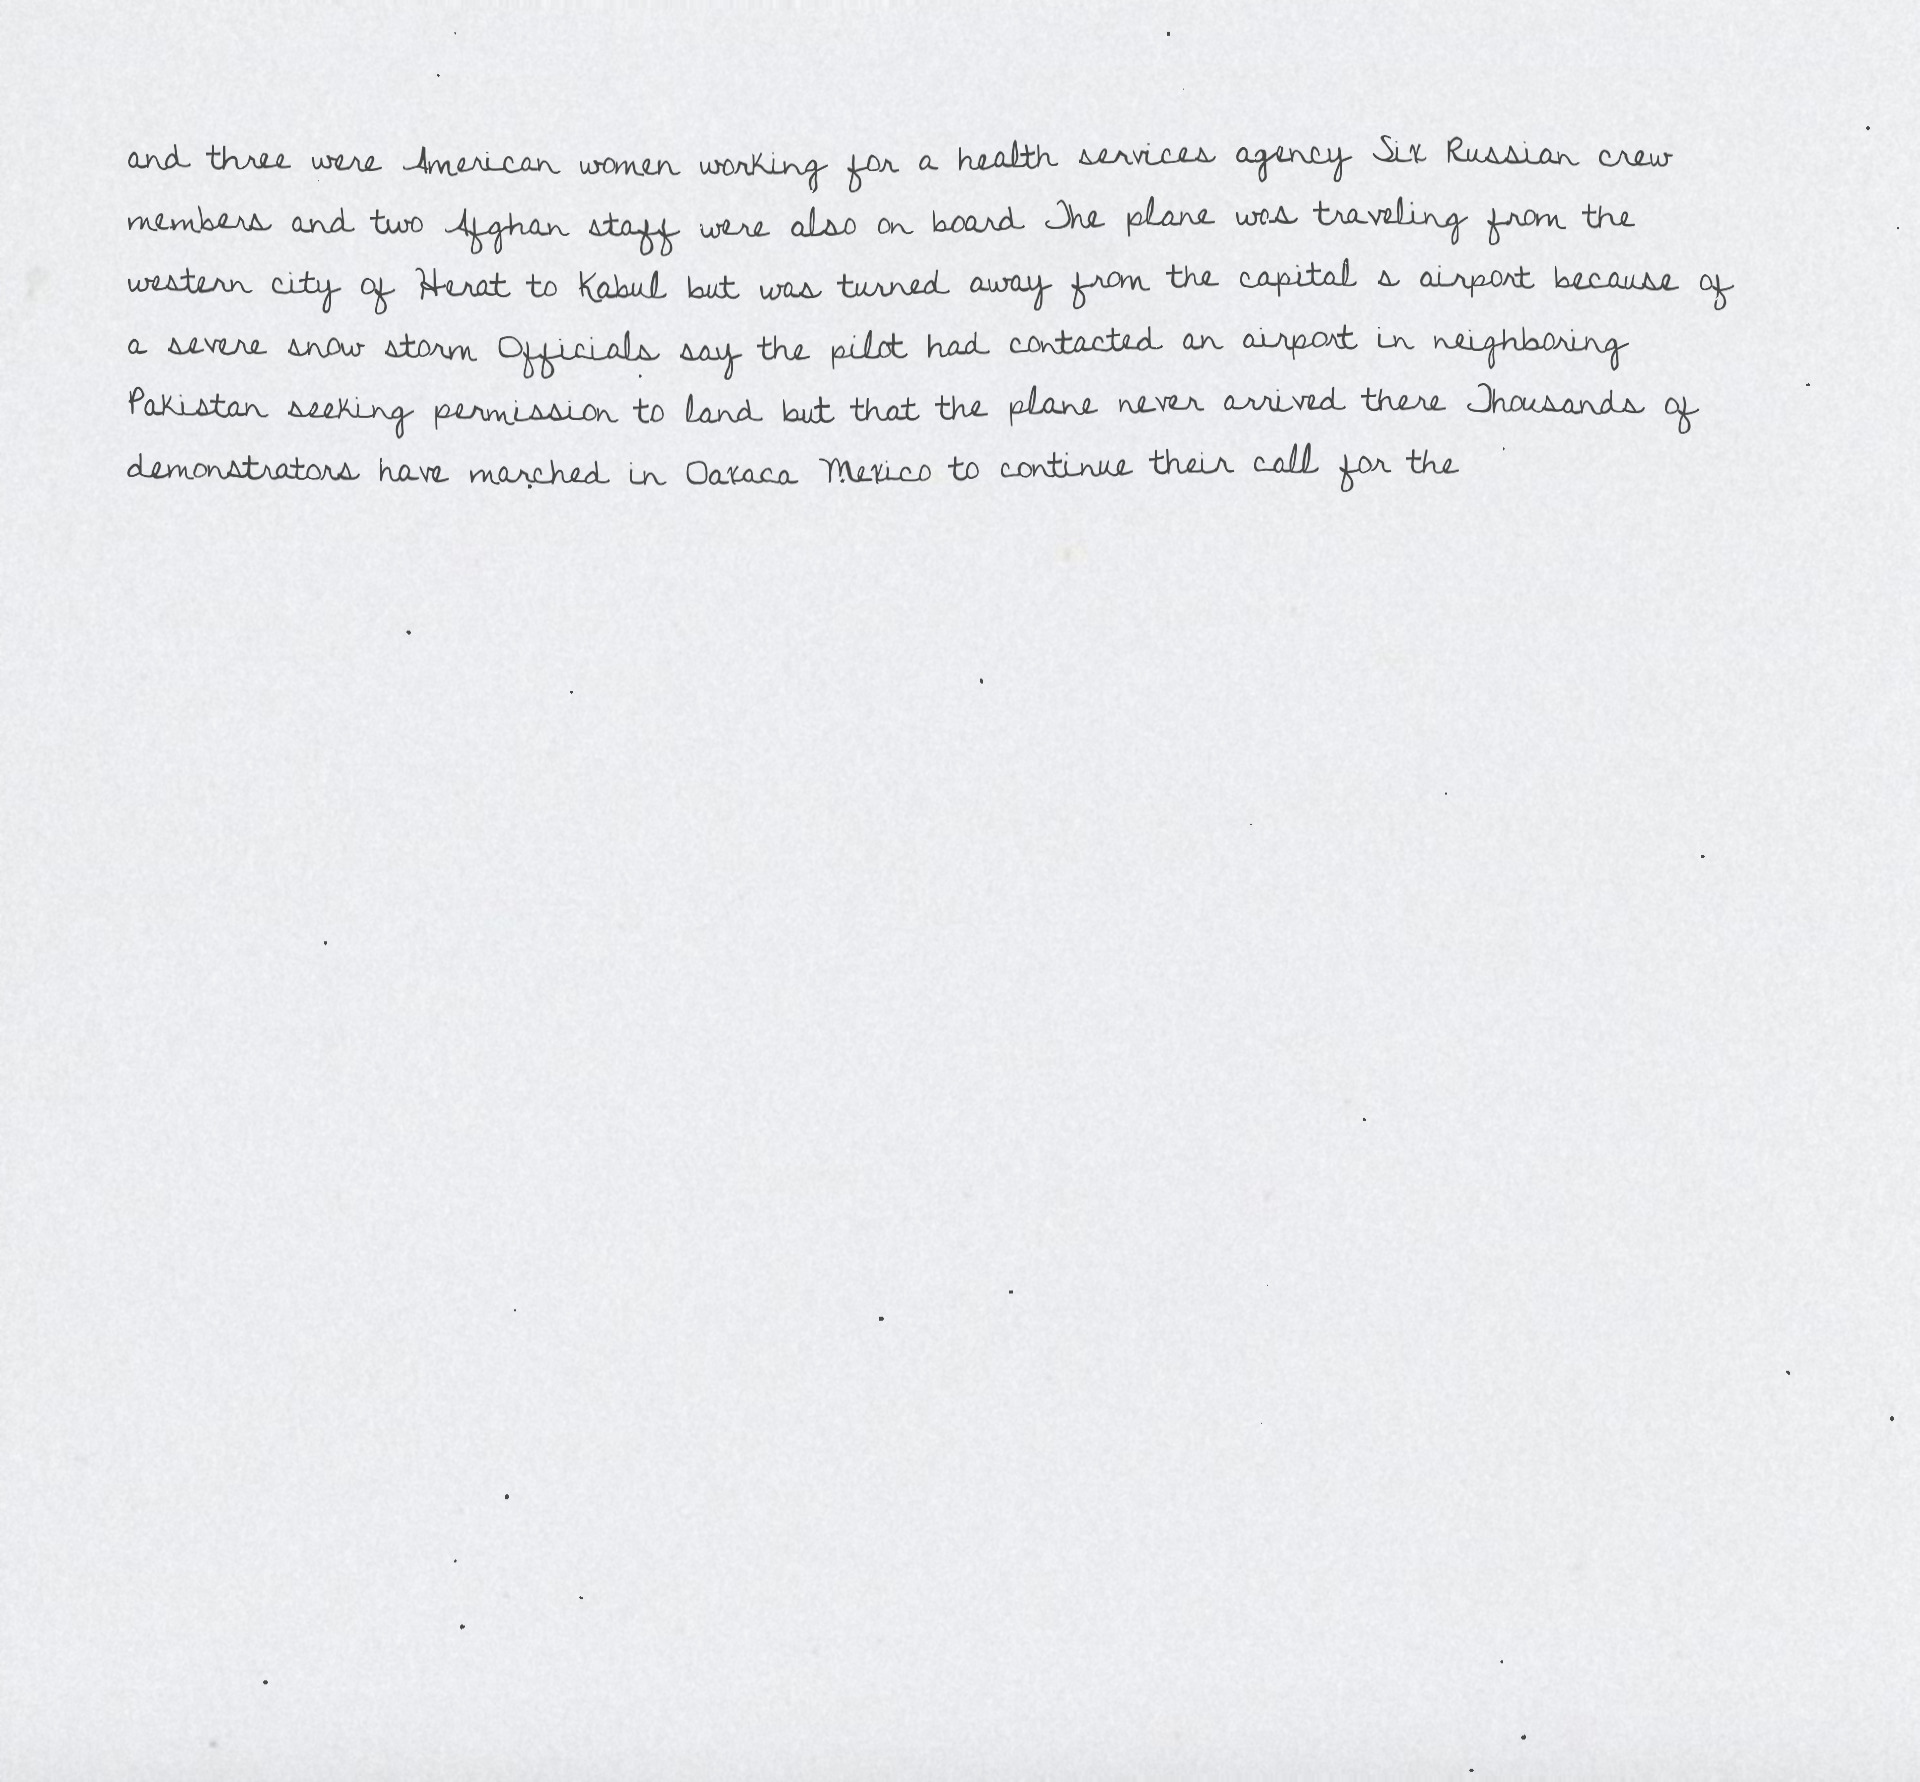 and three were American women working for a health services agency Six Russian crew
members and two Afghan staff were also on board The plane was traveling from the
western city of Herat to Kabul but was turned away from the capital s airport because of
a severe snow storm Officials say the pilot had contacted an airport in neighboring
Pakistan seeking permission to land but that the plane never arrived there Thousands of
demonstrators have marched in Oaxaca Mexico to continue their call for the